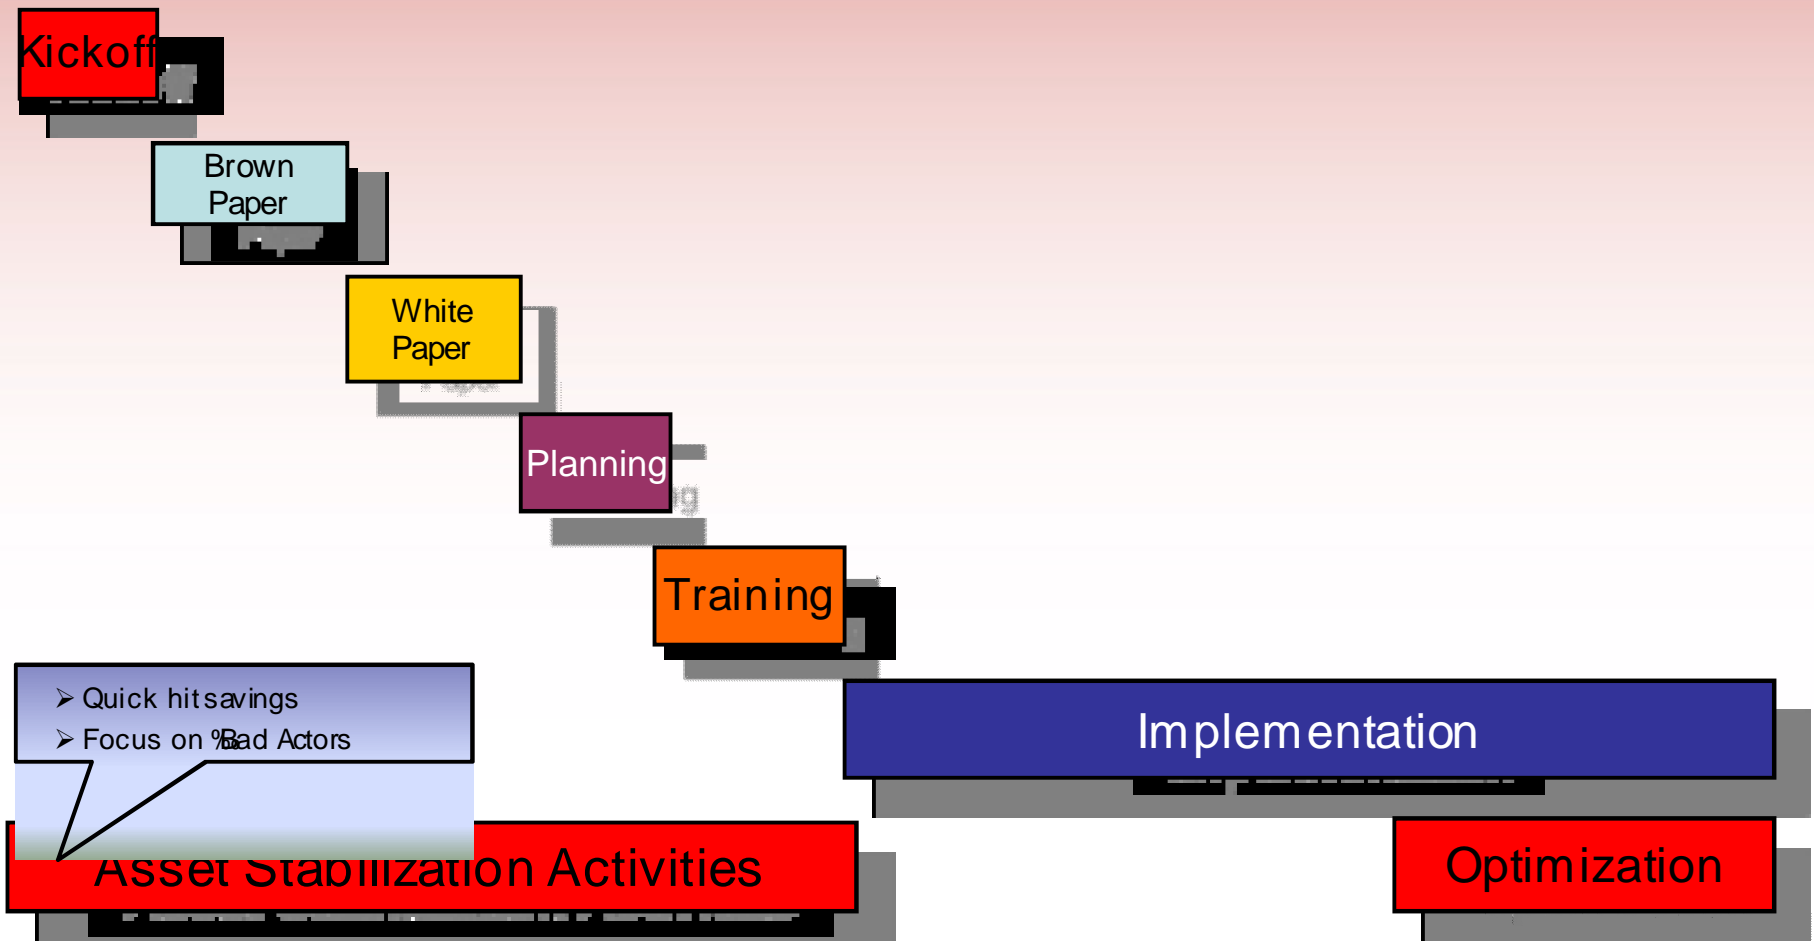 Kickoff
Brown
Paper
White
Paper
Planning
Training
➢ Quick hit savings
➢ Focus on ‰Bad Actors
Implementation
Asset Stabilization Activities
Optimization